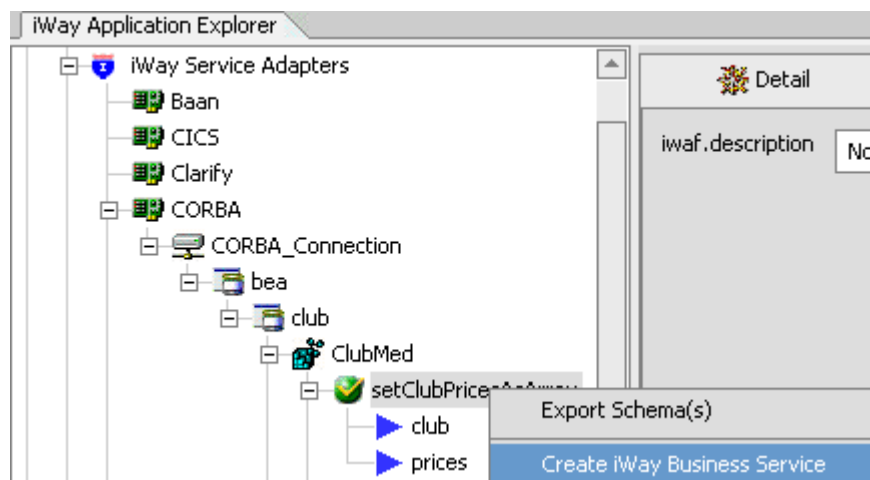 iWay Application Explorer
iWay Service Adapters
Detail
Baan
CICS
iwaf.description
Clarify
CORBA
CORBA_Connection
bea
club
ClubMed
Export Schema(s)
club
prices
Create iWay Business Service